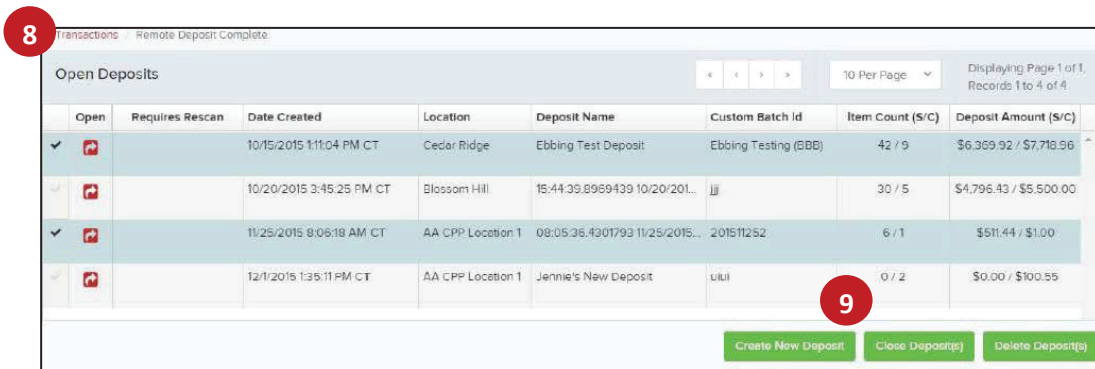 8
Transactions / Remote Deposit Complete
Open Deposits
« ‹ › »
10 Per Page
Displaying Page 1 of 1,
Records 1 to 4 of 4
Open Requires Rescan Date Created Location Deposit Name Custom Batch Id Item Count (S/C) Deposit Amount (S/C)
10/15/2015 1:11:04 PM CT Cedar Ridge Ebbing Test Deposit Ebbing Testing (BBB) 42 / 9 $6,369.92 / $7,718.96
10/20/2015 3:45:25 PM CT Blossom Hill 15:44:39.8969439 10/20/201... jjj 30 / 5 $4,796.43 / $5,500.00
11/25/2015 8:06:18 AM CT AA CPP Location 1 08:05:36.4301793 11/25/2015... 201511252 6 / 1 $511.44 / $1.00
12/1/2015 1:35:11 PM CT AA CPP Location 1 Jennie's New Deposit uiui 0 / 2 $0.00 / $100.55
9
Create New Deposit Close Deposit(s) Delete Deposit(s)